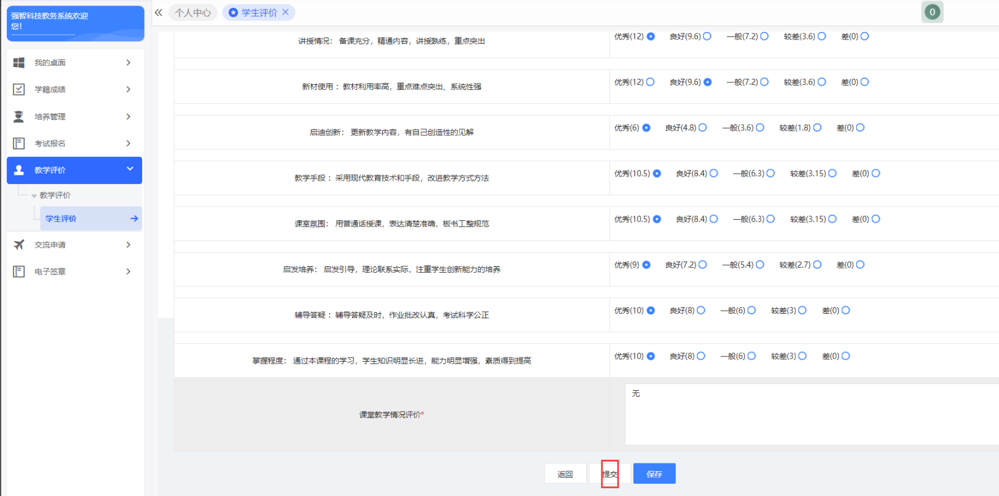 强智科技教务系统欢迎
您!
个人中心
学生评价
0
我的桌面
学籍成绩
培养管理
考试报名
教学评价
教学评价
学生评价
交流申请
电子签章
讲授情况： 备课充分，精通内容，讲授熟练，重点突出
优秀(12) 良好(9.6) 一般(7.2) 较差(3.6) 差(0)
新材使用： 教材利用率高，重点难点突出、系统性强
优秀(12) 良好(9.6) 一般(7.2) 较差(3.6) 差(0)
启迪创新： 更新教学内容，有自己创造性的见解
优秀(6) 良好(4.8) 一般(3.6) 较差(1.8) 差(0)
教学手段： 采用现代教育技术和手段，改进教学方式方法
优秀(10.5) 良好(8.4) 一般(6.3) 较差(3.15) 差(0)
课室氛围： 用普通话授课，表达清楚准确，板书工整规范
优秀(10.5) 良好(8.4) 一般(6.3) 较差(3.15) 差(0)
启发培养： 启发引导，理论联系实际，注重学生创新能力的培养
优秀(9) 良好(7.2) 一般(5.4) 较差(2.7) 差(0)
辅导答疑： 辅导答疑及时，作业批改认真，考试科学公正
优秀(10) 良好(8) 一般(6) 较差(3) 差(0)
掌握程度： 通过本课程的学习，学生知识明显长进，能力明显增强，素质得到提高
优秀(10) 良好(8) 一般(6) 较差(3) 差(0)
课堂教学情况评价*
无
返回 提交 保存